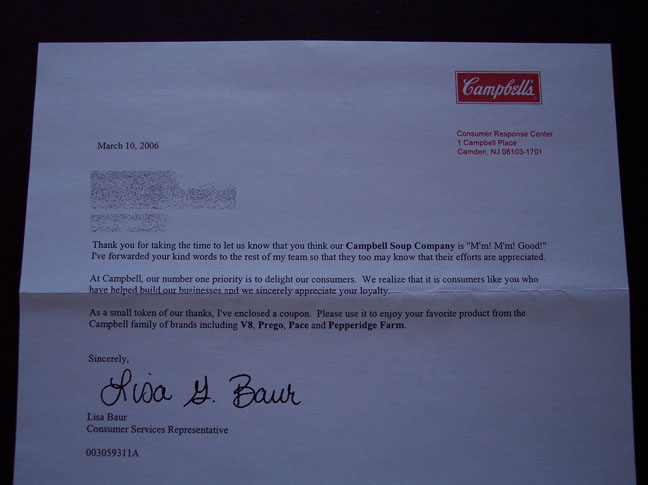 Campbell's
Consumer Response Center
1 Campbell Place
Camden, NJ 08103-1701
March 10, 2006
Thank you for taking the time to let us know that you think our Campbell Soup Company is "M'm! M'm! Good!"
I've forwarded your kind words to the rest of my team so that they too may know that their efforts are appreciated.
At Campbell, our number one priority is to delight our consumers. We realize that it is consumers like you who
have helped build our businesses and we sincerely appreciate your loyalty.
As a small token of our thanks, I've enclosed a coupon. Please use it to enjoy your favorite product from the
Campbell family of brands including V8, Prego, Pace and Pepperidge Farm.
Sincerely,
Lisa G. Baur
Lisa Baur
Consumer Services Representative
003059311A